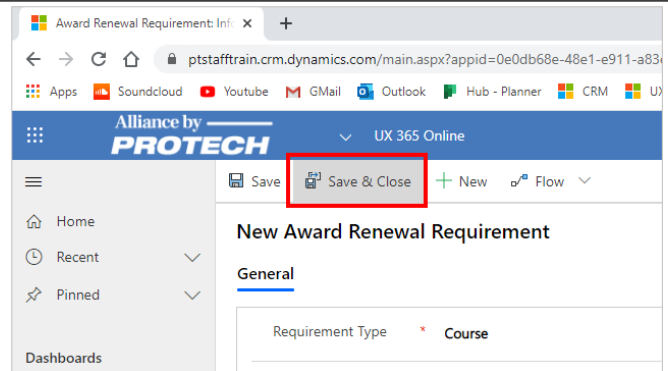 Award Renewal Requirement: Info
ptstafftrain.crm.dynamics.com/main.aspx?appid=0e0db68e-48e1-e911-a83
Apps Soundcloud Youtube GMail Outlook Hub - Planner CRM
Alliance by
PROTECH
UX 365 Online
Save Save & Close New Flow
Home
Recent
Pinned
Dashboards
New Award Renewal Requirement
General
Requirement Type * Course